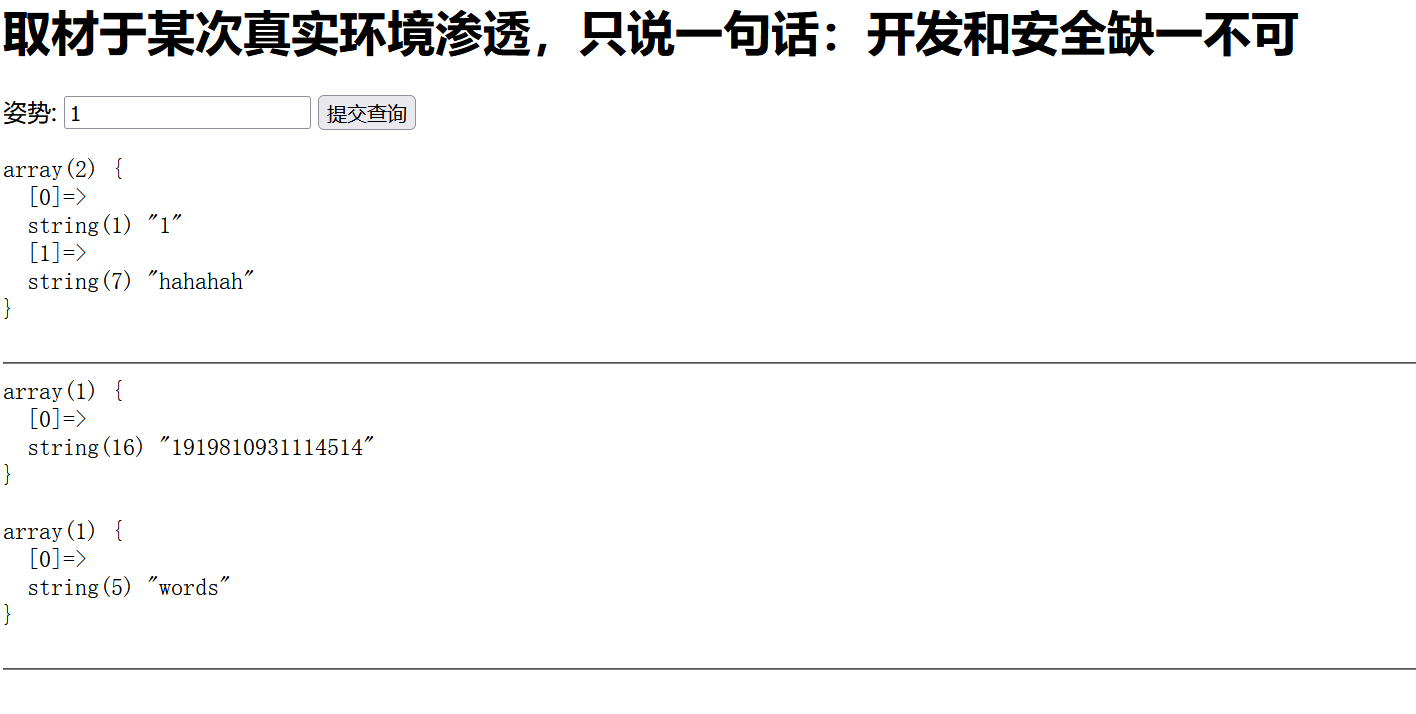 取材于某次真实环境渗透，只说一句话：开发和安全缺一不可
姿势: 1 提交查询
array(2) {
  [0]=>
  string(1) "1"
  [1]=>
  string(7) "hahahah"
}
array(1) {
  [0]=>
  string(16) "1919810931114514"
}
array(1) {
  [0]=>
  string(5) "words"
}